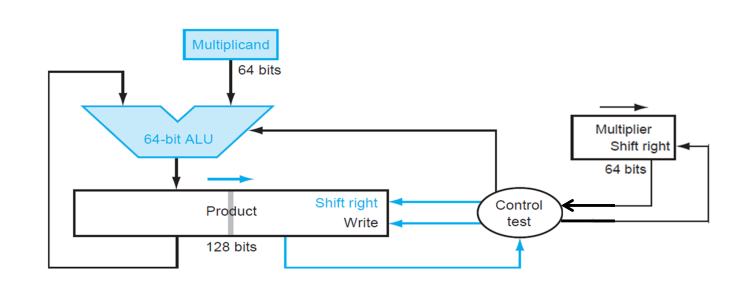 Multiplicand
64 bits
64-bit ALU
Multiplier
Shift right
64 bits
Product
Shift right
Write
128 bits
Control
test